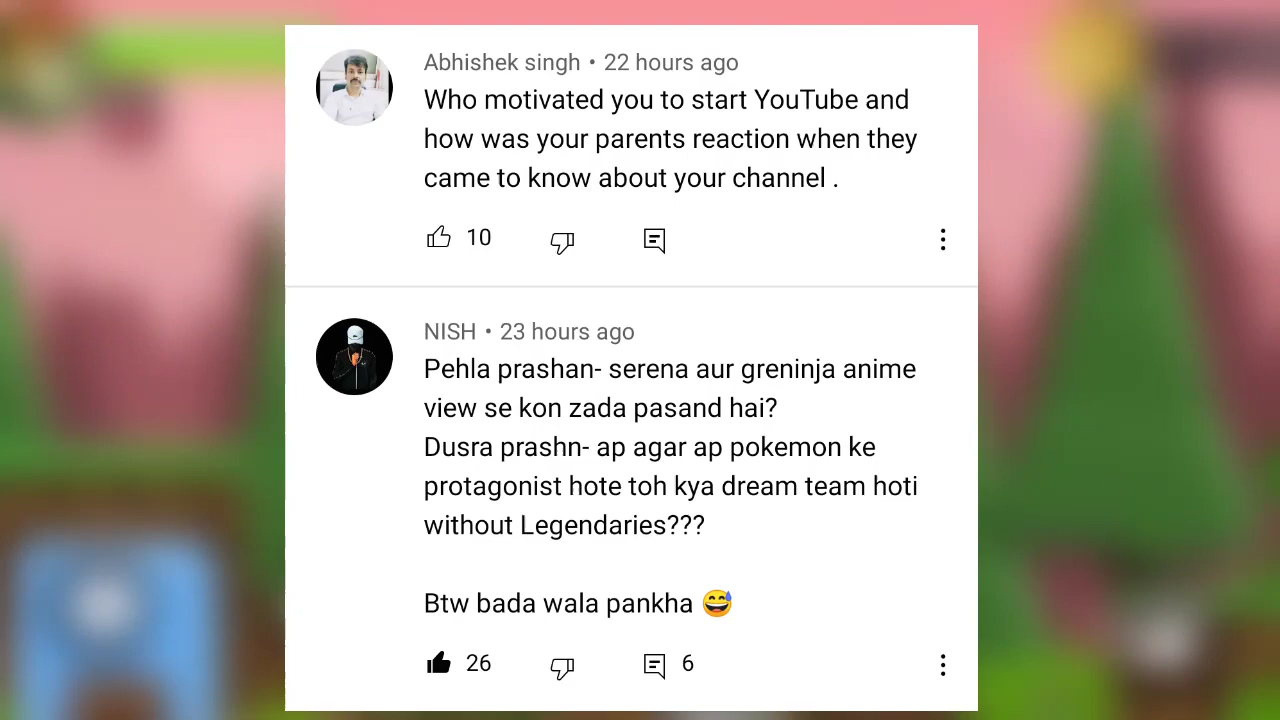 Abhishek singh • 22 hours ago
Who motivated you to start YouTube and
how was your parents reaction when they
came to know about your channel .
10
NISH • 23 hours ago
Pehla prashan- serena aur greninja anime
view se kon zada pasand hai?
Dusra prashn- ap agar ap pokemon ke
protagonist hote toh kya dream team hoti
without Legendaries???
Btw bada wala pankha 😅
26 6